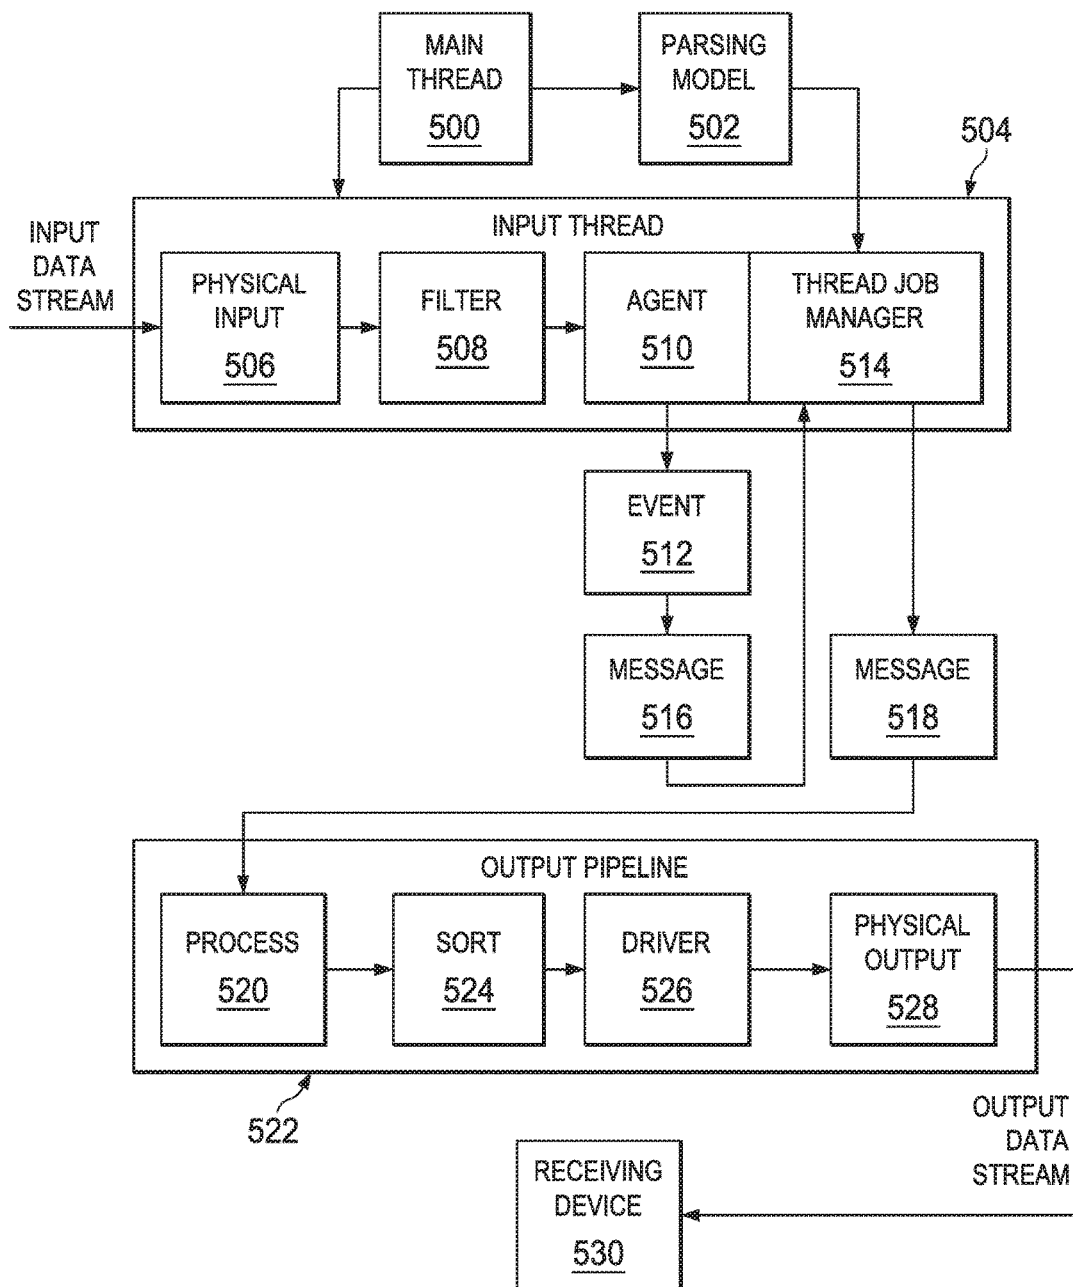 MAIN
THREAD
500
PARSING
MODEL
502
504
INPUT THREAD
INPUT
DATA
STREAM
PHYSICAL
INPUT
506
FILTER
508
AGENT
510
THREAD JOB
MANAGER
514
EVENT
512
MESSAGE
516
MESSAGE
518
OUTPUT PIPELINE
PROCESS
520
SORT
524
DRIVER
526
PHYSICAL
OUTPUT
528
522
OUTPUT
DATA
STREAM
RECEIVING
DEVICE
530